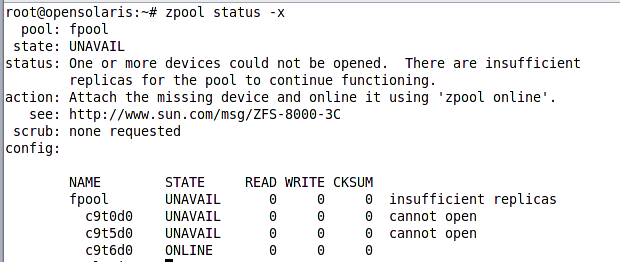 root@opensolaris:~# zpool status -x
  pool: fpool
 state: UNAVAIL
status: One or more devices could not be opened.  There are insufficient
        replicas for the pool to continue functioning.
action: Attach the missing device and online it using 'zpool online'.
   see: http://www.sun.com/msg/ZFS-8000-3C
 scrub: none requested
config:
        NAME        STATE     READ WRITE CKSUM
        fpool       UNAVAIL      0     0     0  insufficient replicas
          c9t0d0    UNAVAIL      0     0     0  cannot open
          c9t5d0    UNAVAIL      0     0     0  cannot open
          c9t6d0    ONLINE       0     0     0